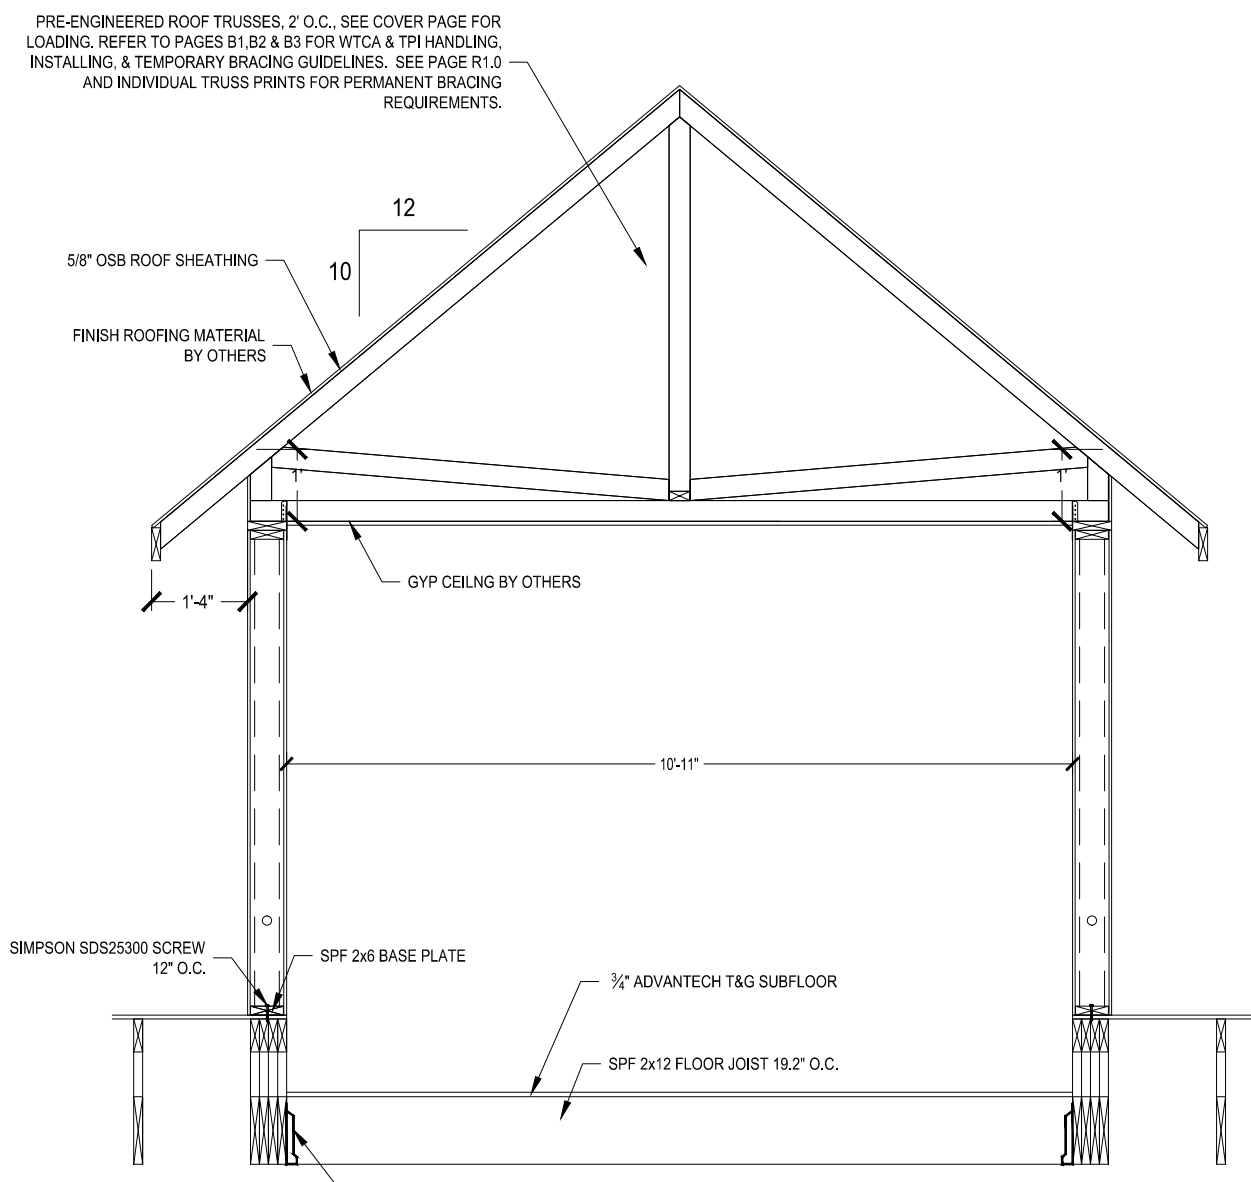 PRE-ENGINEERED ROOF TRUSSES, 2' O.C., SEE COVER PAGE FOR
LOADING. REFER TO PAGES B1,B2 & B3 FOR WTCA & TPI HANDLING,
INSTALLING, & TEMPORARY BRACING GUIDELINES. SEE PAGE R1.0
AND INDIVIDUAL TRUSS PRINTS FOR PERMANENT BRACING
REQUIREMENTS.
12
10
5/8" OSB ROOF SHEATHING
FINISH ROOFING MATERIAL
BY OTHERS
1'
1'
GYP CEILNG BY OTHERS
1'-4"
10'-11"
SIMPSON SDS25300 SCREW
12" O.C.
SPF 2x6 BASE PLATE
¾" ADVANTECH T&G SUBFLOOR
SPF 2x12 FLOOR JOIST 19.2" O.C.